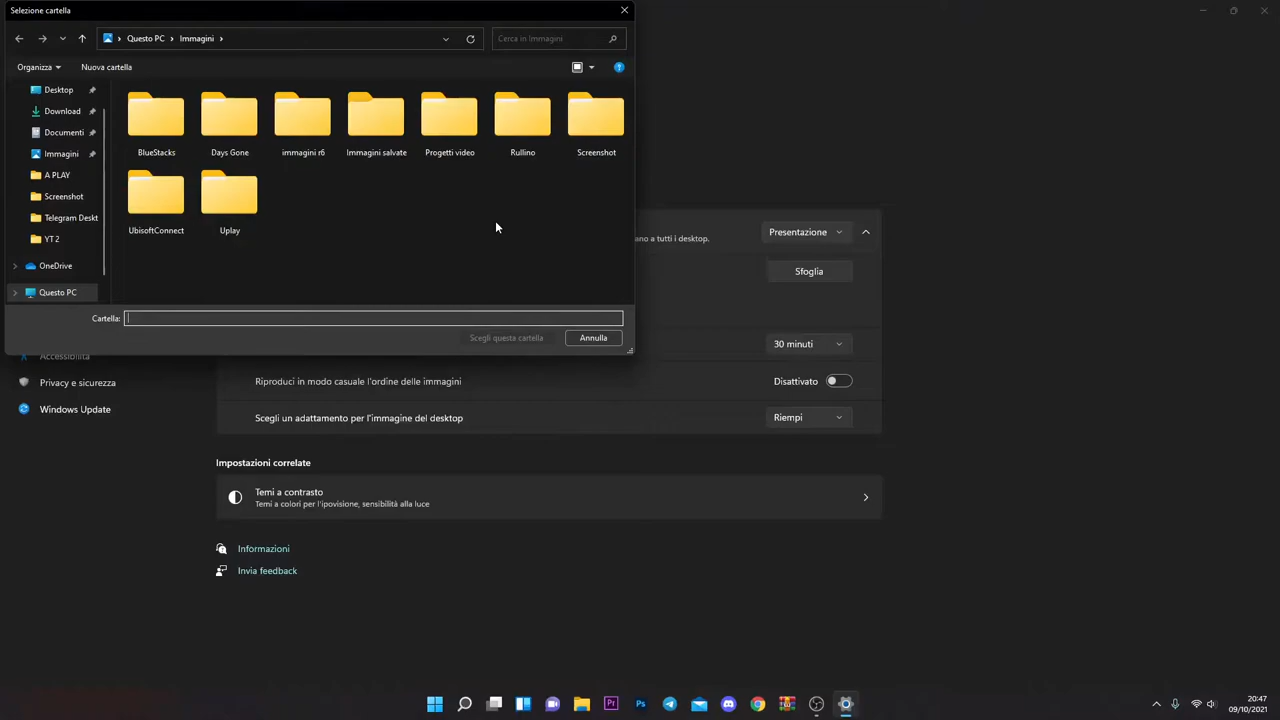 Selezione cartella
Questo PC > Immagini >
Cerca in Immagini
Organizza
Nuova cartella
Desktop
Download
Documenti
Immagini
A PLAY
Screenshot
Telegram Deskt
YT 2
OneDrive
Questo PC
BlueStacks
Days Gone
immagini r6
Immagini salvate
Progetti video
Rullino
Screenshot
UbisoftConnect
Uplay
Cartella:
Scegli questa cartella
Annulla
ano a tutti i desktop.
Presentazione
Sfoglia
30 minuti
Riproduci in modo casuale l'ordine delle immagini
Disattivato
Scegli un adattamento per l'immagine del desktop
Riempi
Accessibilità
Privacy e sicurezza
Windows Update
Impostazioni correlate
Temi a contrasto
Temi a colori per l'ipovisione, sensibilità alla luce
Informazioni
Invia feedback
Pr
Ps
20:47
09/10/2021